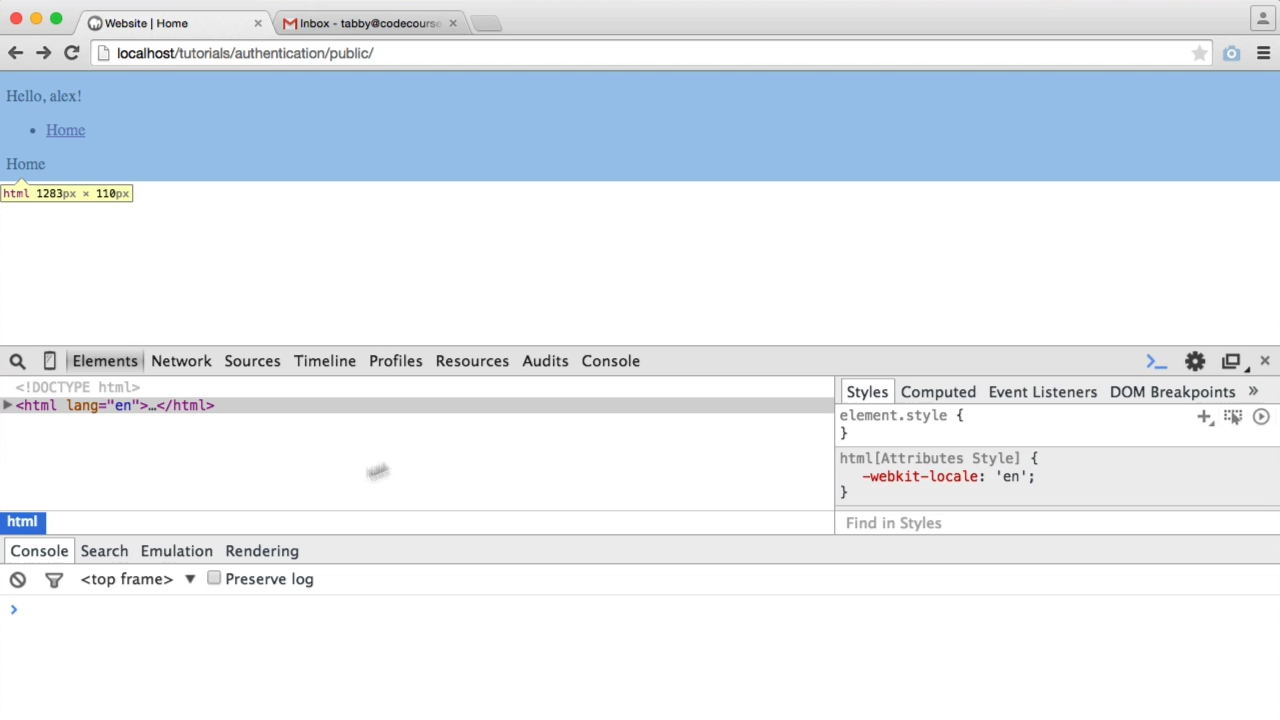 Website | Home
Inbox - tabby@codecourse
localhost/tutorials/authentication/public/
Hello, alex!
• Home
Home
html 1283px × 110px
Elements Network Sources Timeline Profiles Resources Audits Console
<!DOCTYPE html>
<html lang="en">…</html>
html
Styles Computed Event Listeners DOM Breakpoints »
element.style {
}
html[Attributes Style] {
-webkit-locale: 'en';
}
Find in Styles
Console Search Emulation Rendering
<top frame> ▼ Preserve log